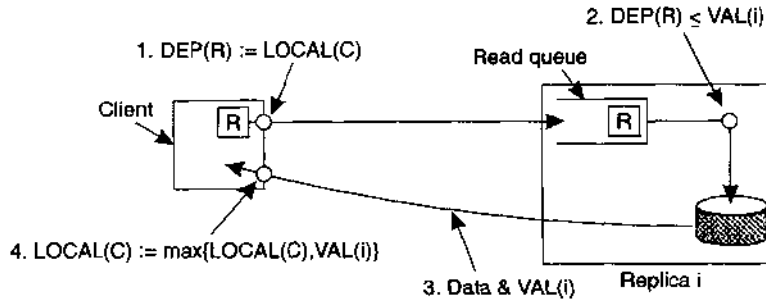 2. DEP(R) ≤ VAL(i)
1. DEP(R) := LOCAL(C)
Read queue
Client
R
R
4. LOCAL(C) := max{LOCAL(C),VAL(i)}
3. Data & VAL(i)
Replica i